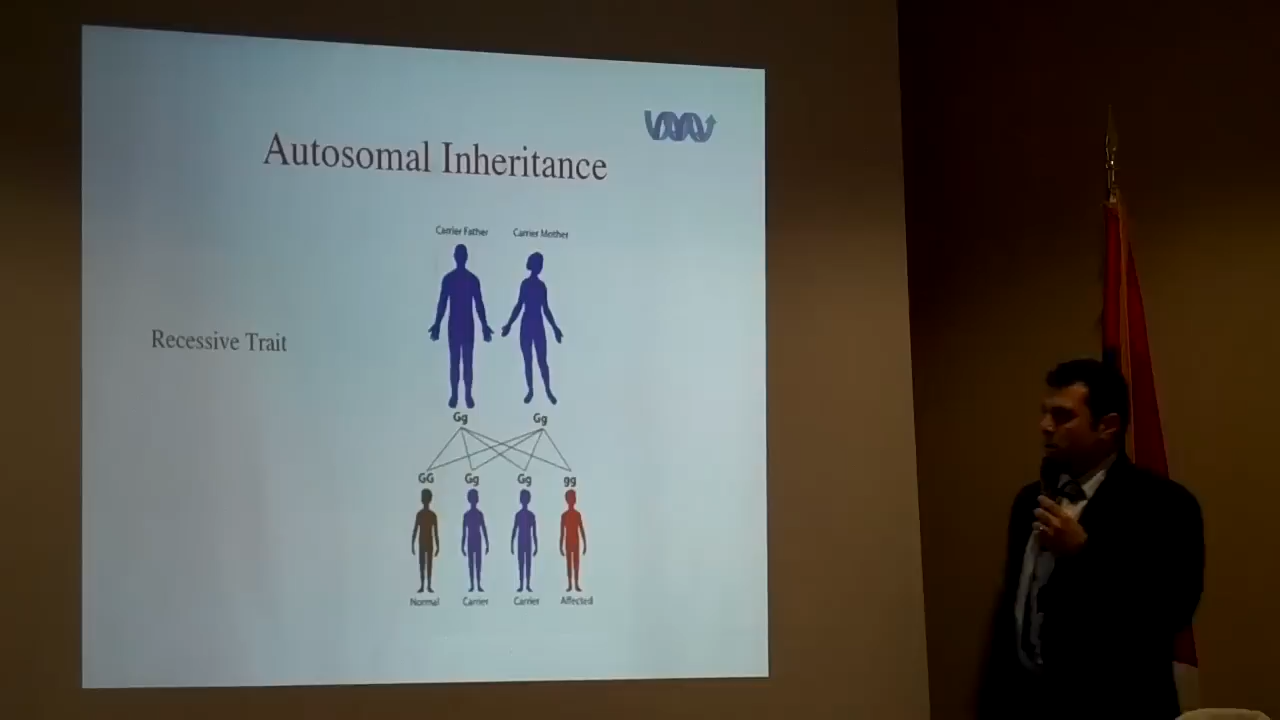 Autosomal Inheritance
Carrier Father Carrier Mother
Recessive Trait
Gg Gg
GG Gg Gg gg
Normal Carrier Carrier Affected